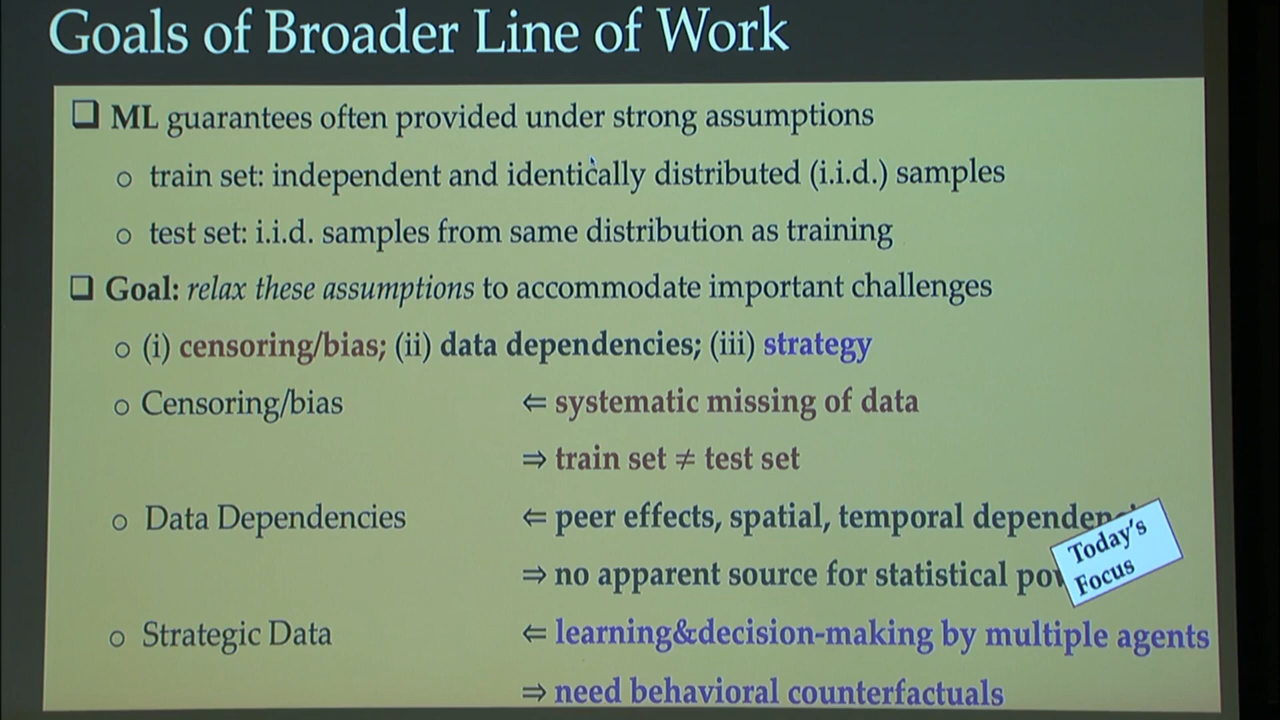 Goals of Broader Line of Work
❑ ML guarantees often provided under strong assumptions
o train set: independent and identically distributed (i.i.d.) samples
o test set: i.i.d. samples from same distribution as training
❑ Goal: relax these assumptions to accommodate important challenges
o (i) censoring/bias; (ii) data dependencies; (iii) strategy
o Censoring/bias ⇐ systematic missing of data
⇒ train set ≠ test set
o Data Dependencies ⇐ peer effects, spatial, temporal
⇒ no apparent source for statistical
Today's
Focus
o Strategic Data ⇐ learning&decision-making by multiple agents
⇒ need behavioral counterfactuals